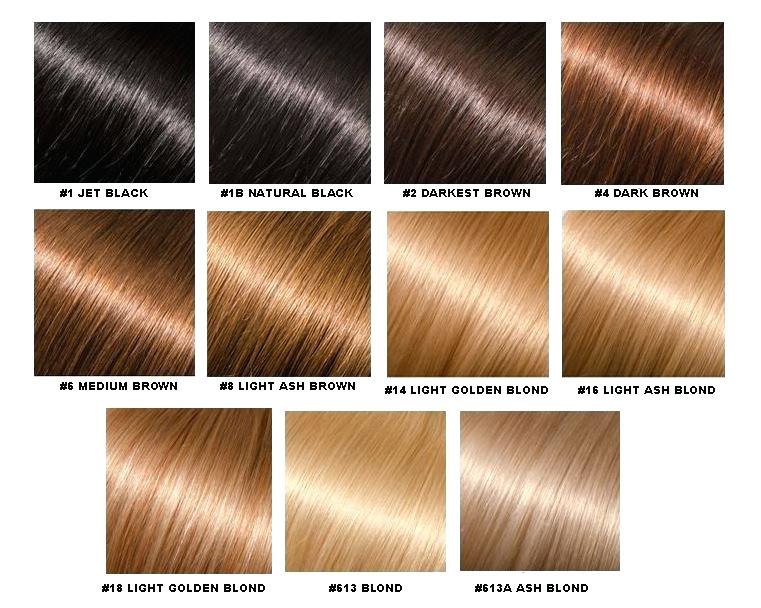 #1 JET BLACK
#1B NATURAL BLACK
#2 DARKEST BROWN
#4 DARK BROWN
#6 MEDIUM BROWN
#8 LIGHT ASH BROWN
#14 LIGHT GOLDEN BLOND
#16 LIGHT ASH BLOND
#18 LIGHT GOLDEN BLOND
#613 BLOND
#613A ASH BLOND